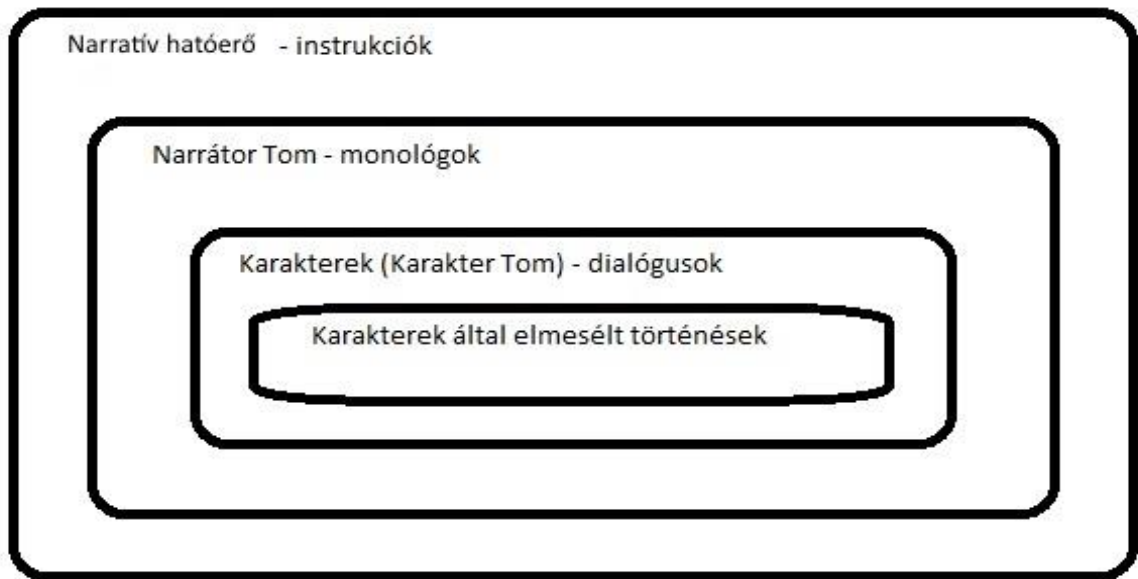 Narratív hatóerő - instrukciók
Narrátor Tom - monológok
Karakterek (Karakter Tom) - dialógusok
Karakterek által elmesélt történések